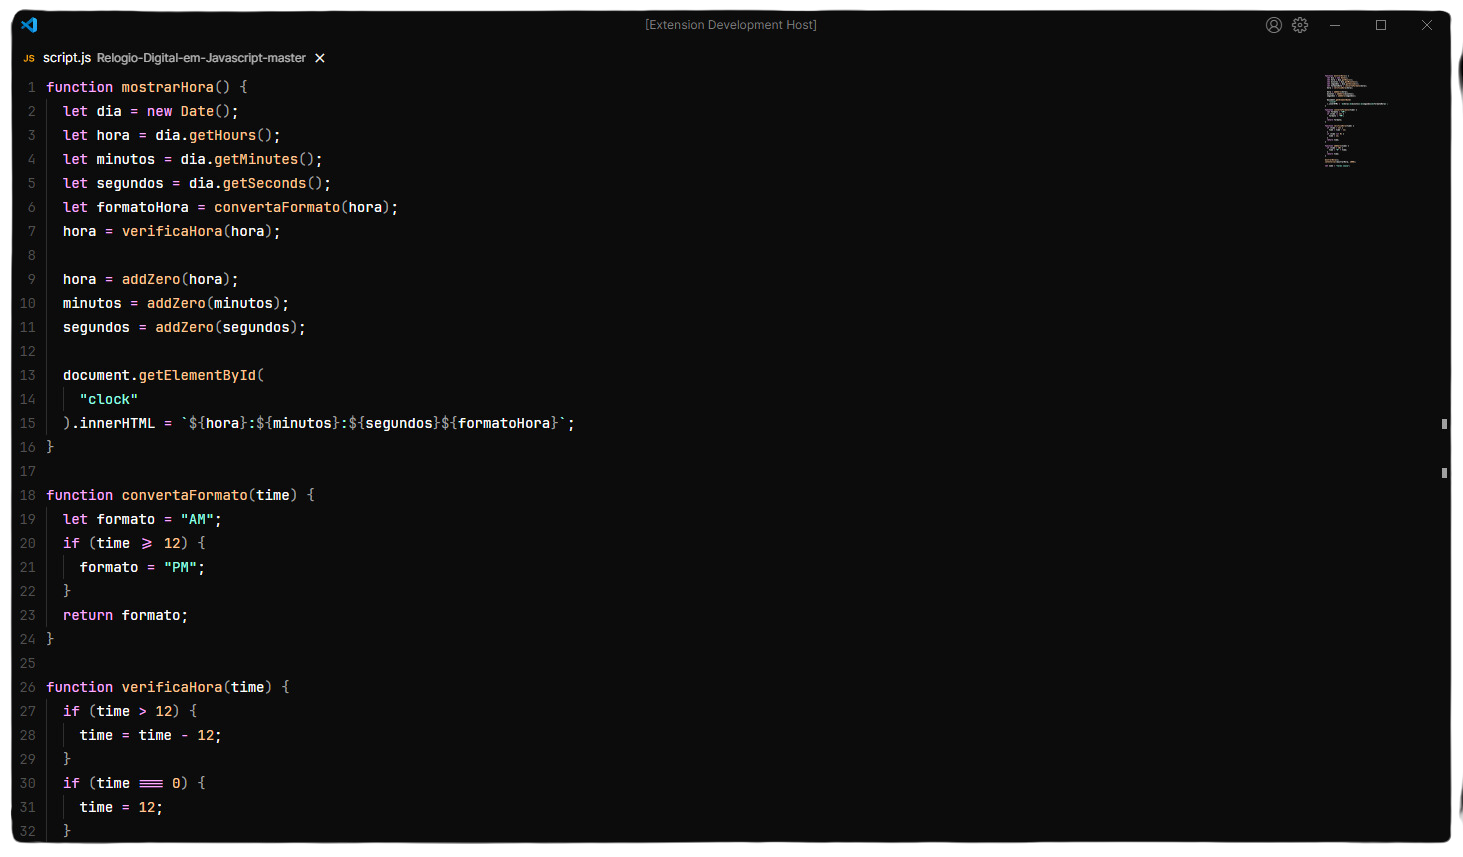 [Extension Development Host]
JS script.js Relogio-Digital-em-Javascript-master
1 function mostrarHora() {
2 let dia = new Date();
3 let hora = dia.getHours();
4 let minutos = dia.getMinutes();
5 let segundos = dia.getSeconds();
6 let formatoHora = convertaFormato(hora);
7 hora = verificaHora(hora);
8
9 hora = addZero(hora);
10 minutos = addZero(minutos);
11 segundos = addZero(segundos);
12
13 document.getElementById(
14 "clock"
15 ).innerHTML = `${hora}:${minutos}:${segundos}${formatoHora}`;
16 }
17
18 function convertaFormato(time) {
19 let formato = "AM";
20 if (time >= 12) {
21 formato = "PM";
22 }
23 return formato;
24 }
25
26 function verificaHora(time) {
27 if (time > 12) {
28 time = time - 12;
29 }
30 if (time === 0) {
31 time = 12;
32 }